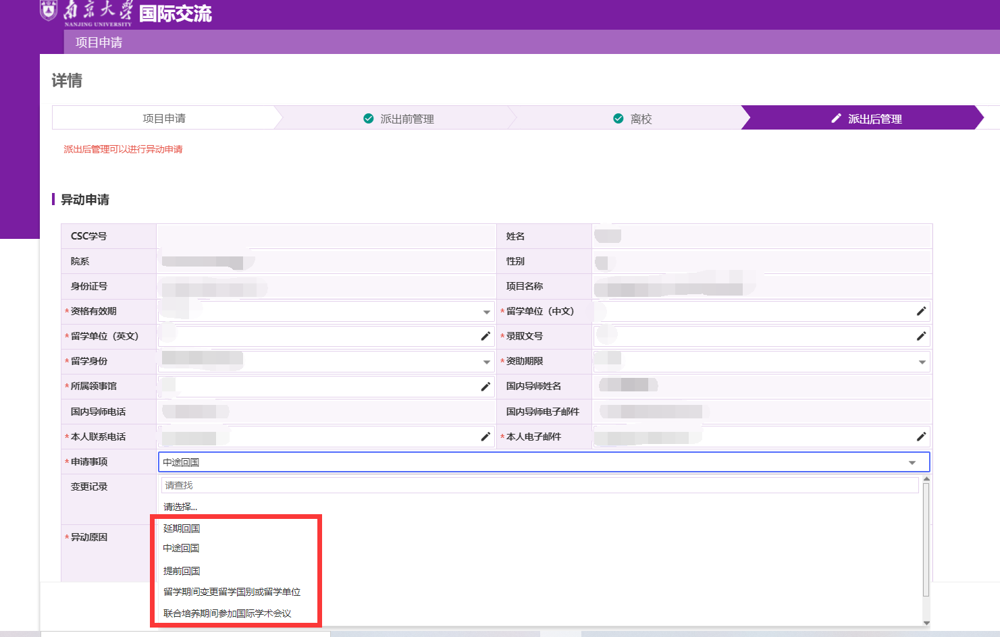 南京大学 国际交流
NANJING UNIVERSITY
项目申请
详情
项目申请 派出前管理 离校 派出后管理
派出后管理可以进行异动申请
异动申请
CSC学号 姓名
院系 性别
身份证号 项目名称
*资格有效期 *留学单位（中文）
*留学单位（英文） *录取文号
*留学身份 *资助期限
*所属领事馆 国内导师姓名
国内导师电话 国内导师电子邮件
*本人联系电话 *本人电子邮件
*申请事项 中途回国
变更记录 请查找
请选择...
延期回国
*异动原因
中途回国
提前回国
留学期间变更留学国别或留学单位
联合培养期间参加国际学术会议